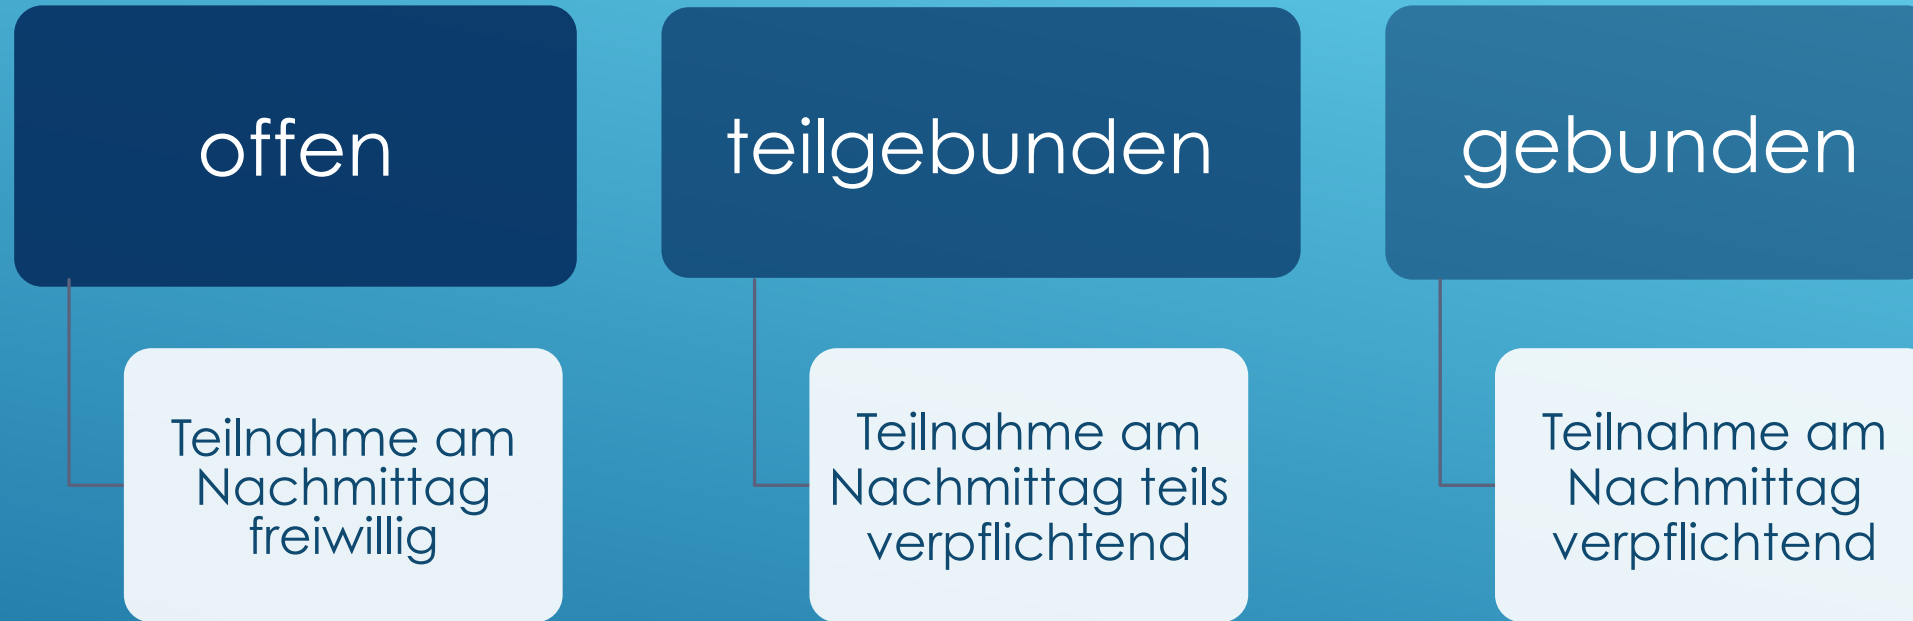 offen
teilgebunden
gebunden
Teilnahme am
Nachmittag
freiwillig
Teilnahme am
Nachmittag teils
verpflichtend
Teilnahme am
Nachmittag
verpflichtend